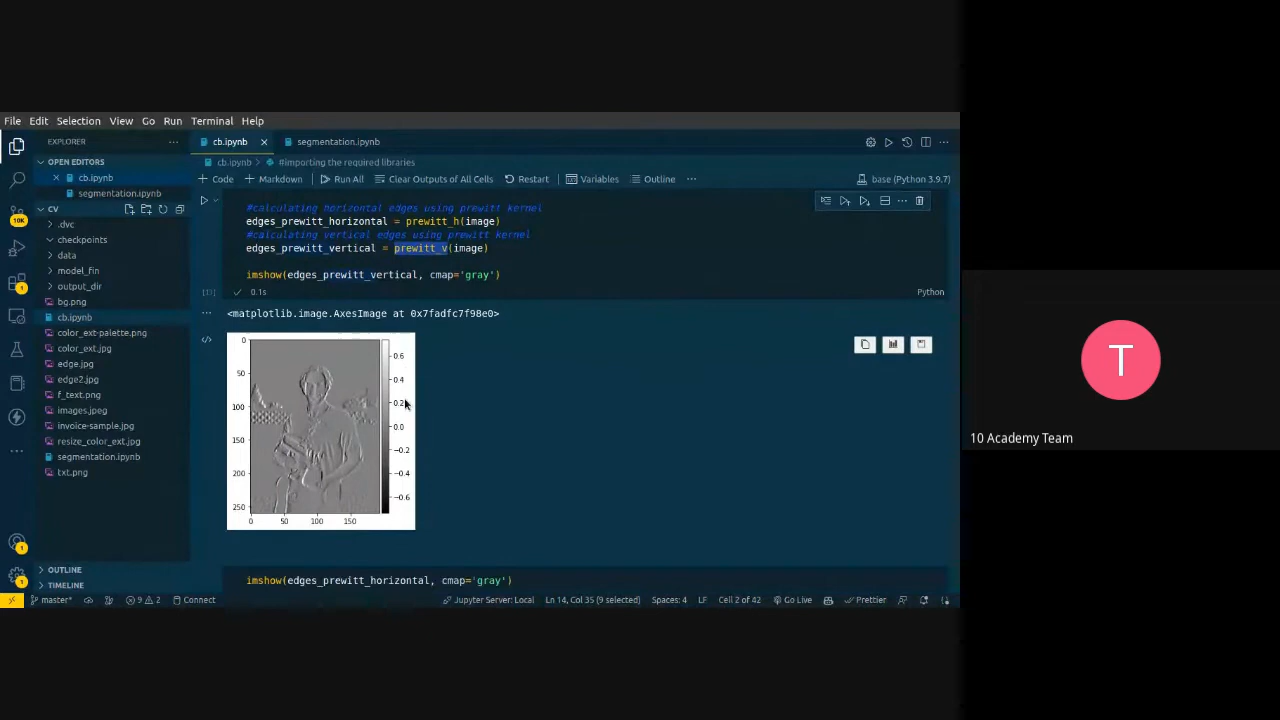 File Edit Selection View Go Run Terminal Help
EXPLORER
cb.ipynb
segmentation.ipynb
OPEN EDITORS
cb.ipynb
segmentation.ipynb
CV
.dvc
checkpoints
data
model_fin
output_dir
bg.png
cb.ipynb
color_ext-palette.png
color_ext.jpg
edge.jpg
edge2.jpg
f_text.png
images.jpeg
invoice-sample.jpg
resize_color_ext.jpg
segmentation.ipynb
txt.png
OUTLINE
TIMELINE
10K
1
1
1
cb.ipynb > #importing the required libraries
+ Code + Markdown Run All Clear Outputs of All Cells Restart Variables Outline ··· base (Python 3.9.7)
#calculating horizontal edges using prewitt kernel
edges_prewitt_horizontal = prewitt_h(image)
#calculating vertical edges using prewitt kernel
edges_prewitt_vertical = prewitt_v(image)
imshow(edges_prewitt_vertical, cmap='gray')
0.1s
Python
<matplotlib.image.AxesImage at 0x7fadfc7f98e0>
0
50
100
150
200
250
0 50 100 150
0.6
0.4
0.2
0.0
−0.2
−0.4
−0.6
imshow(edges_prewitt_horizontal, cmap='gray')
master* 9 2 Connect Jupyter Server: Local Ln 14, Col 35 (9 selected) Spaces: 4 LF Cell 2 of 42 Go Live Prettier
T
10 Academy Team